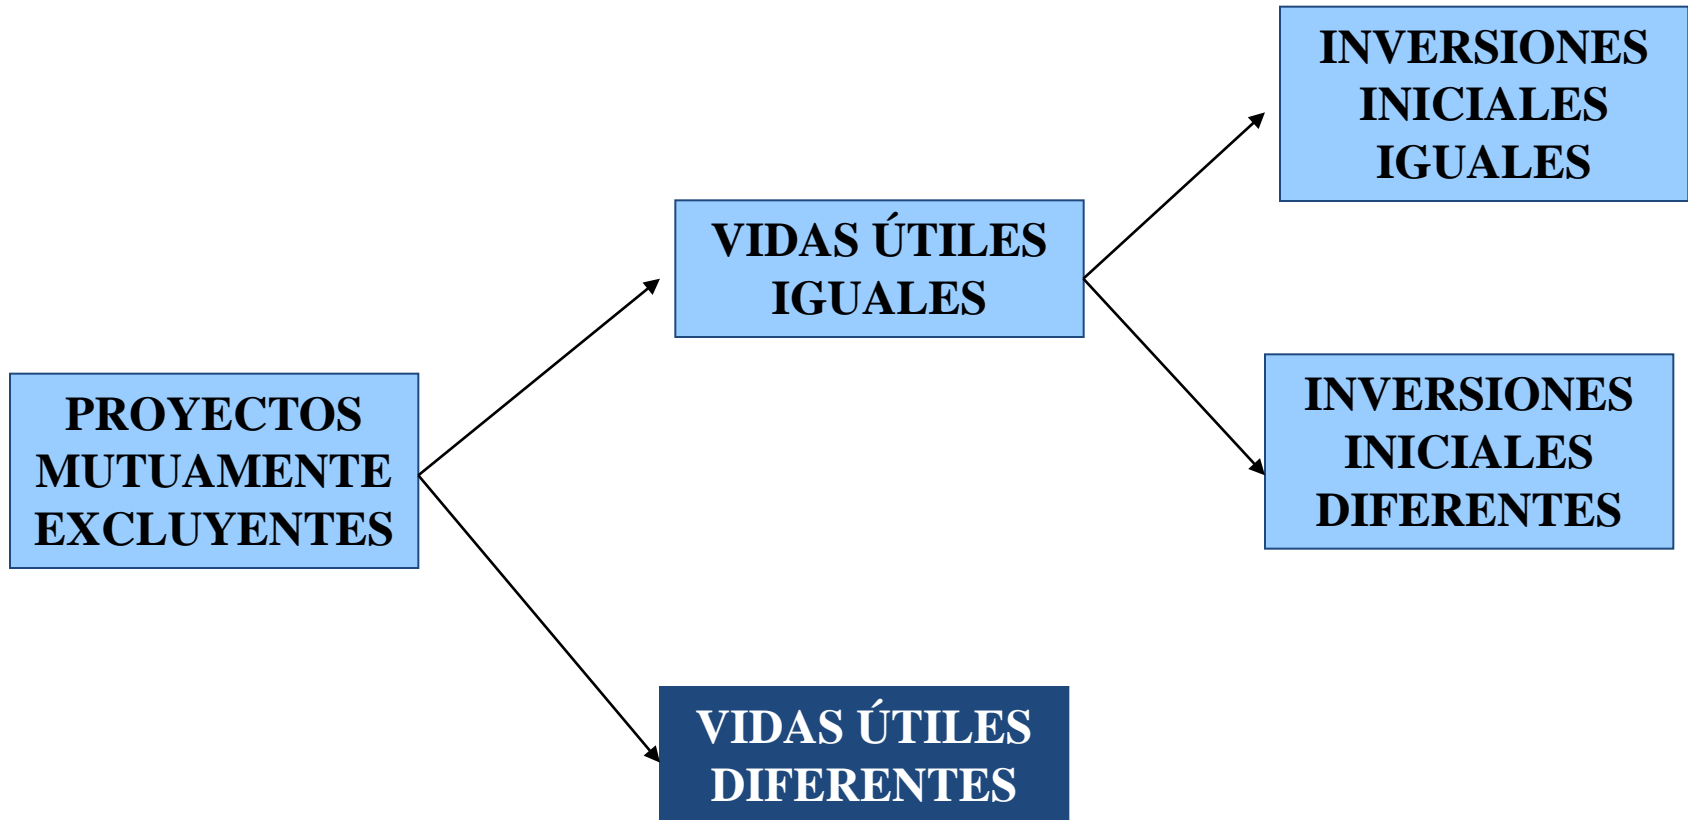 PROYECTOS
MUTUAMENTE
EXCLUYENTES
VIDAS ÚTILES
IGUALES
INVERSIONES
INICIALES
IGUALES
INVERSIONES
INICIALES
DIFERENTES
VIDAS ÚTILES
DIFERENTES